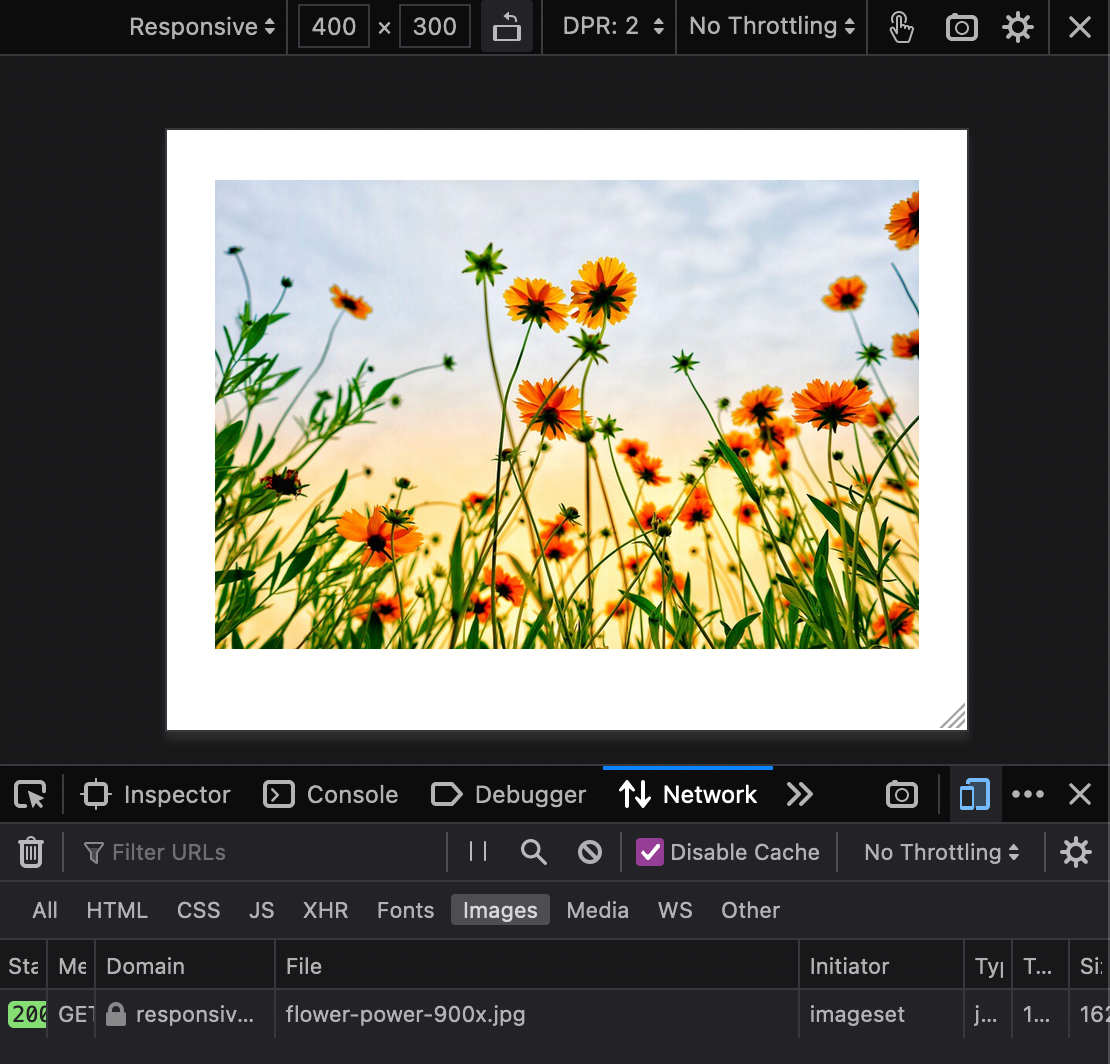 Responsive 400 × 300 DPR: 2 No Throttling
Inspector Console Debugger Network
Filter URLs Disable Cache No Throttling
All HTML CSS JS XHR Fonts Images Media WS Other
Sta Me Domain File Initiator Typ T... Si
200 GET responsiv... flower-power-900x.jpg imageset j... 1... 162